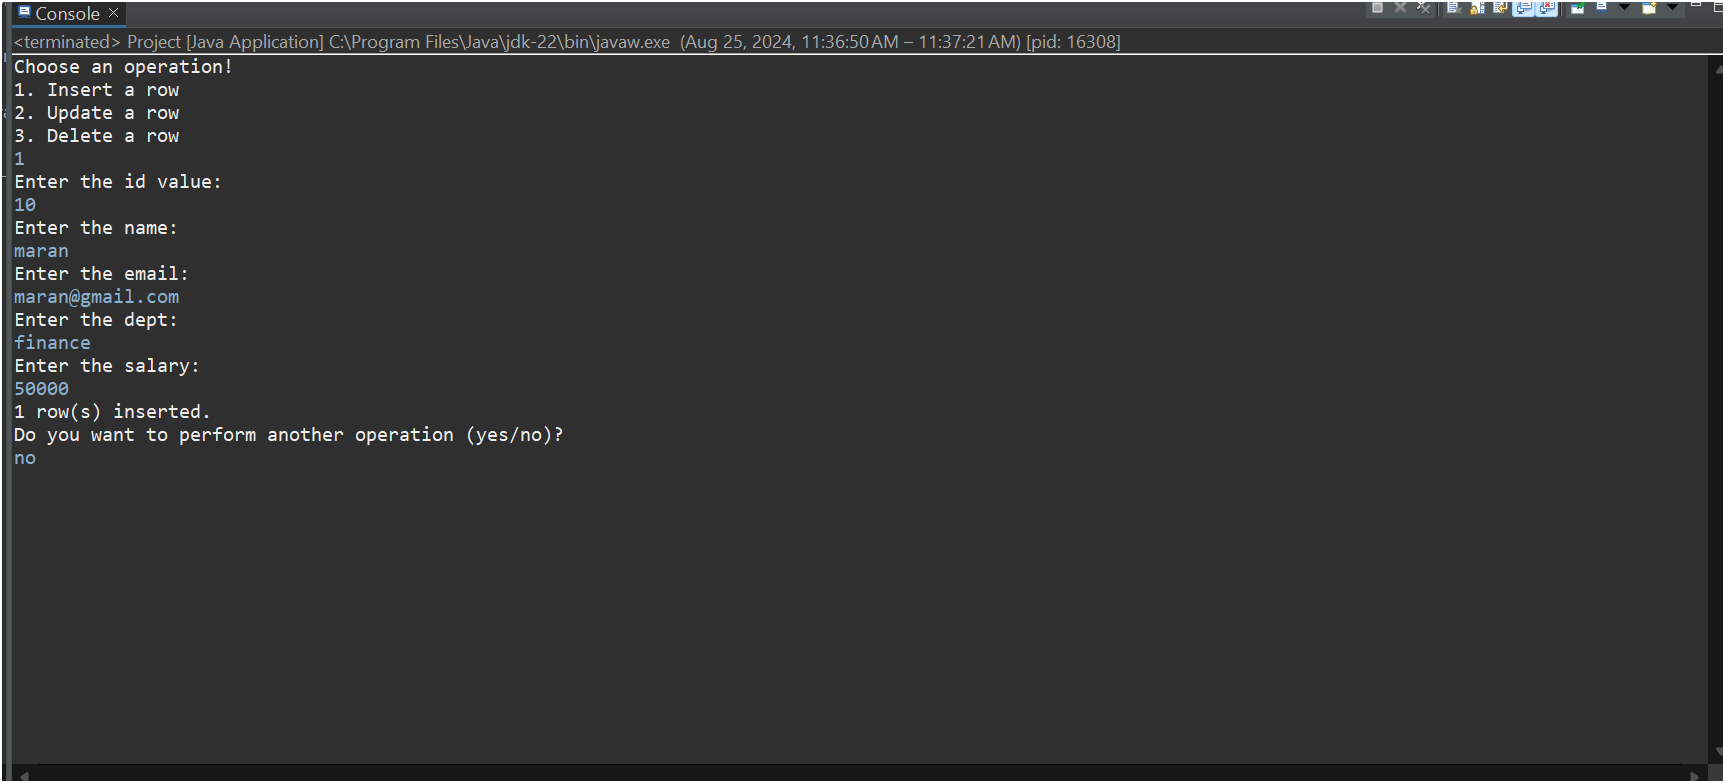 Console
<terminated> Project [Java Application] C:\Program Files\Java\jdk-22\bin\javaw.exe (Aug 25, 2024, 11:36:50 AM – 11:37:21 AM) [pid: 16308]
Choose an operation!
1. Insert a row
2. Update a row
3. Delete a row
1
Enter the id value:
10
Enter the name:
maran
Enter the email:
maran@gmail.com
Enter the dept:
finance
Enter the salary:
50000
1 row(s) inserted.
Do you want to perform another operation (yes/no)?
no